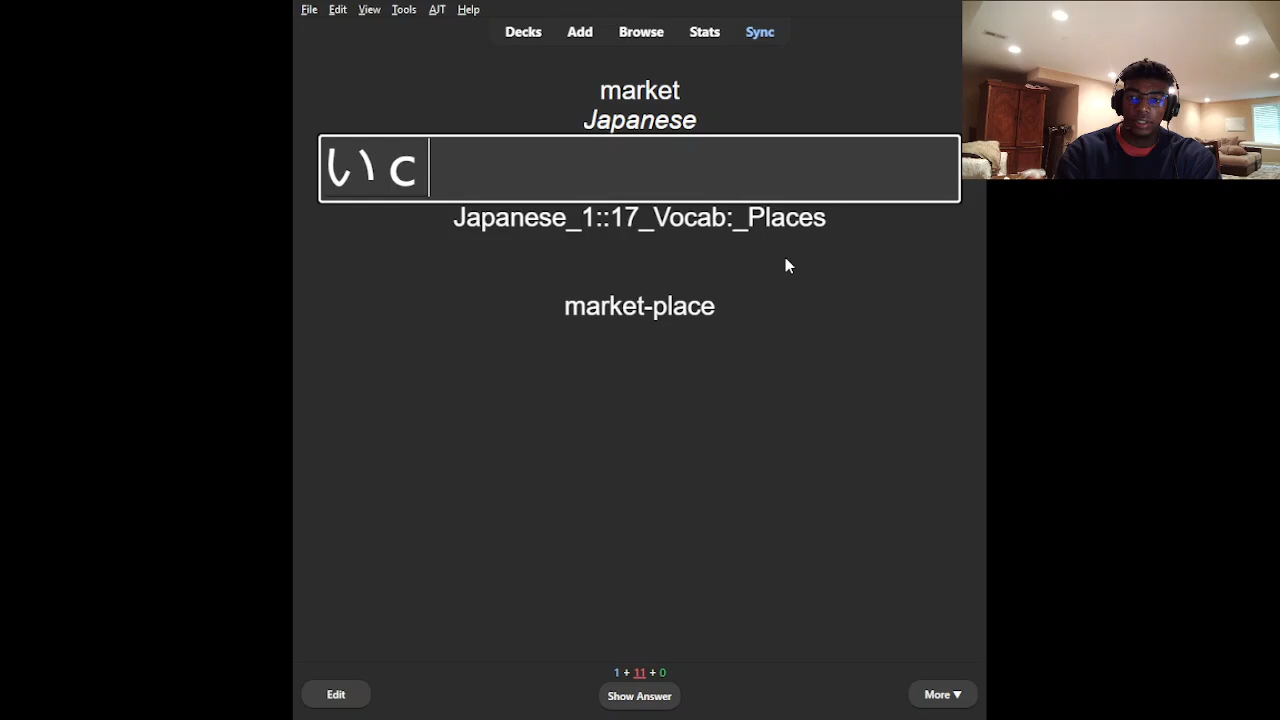 File Edit View Tools AJT Help
Decks Add Browse Stats Sync
market
Japanese
いc
Japanese_1::17_Vocab:_Places
market-place
1 + 11 + 0
Edit Show Answer More ▼